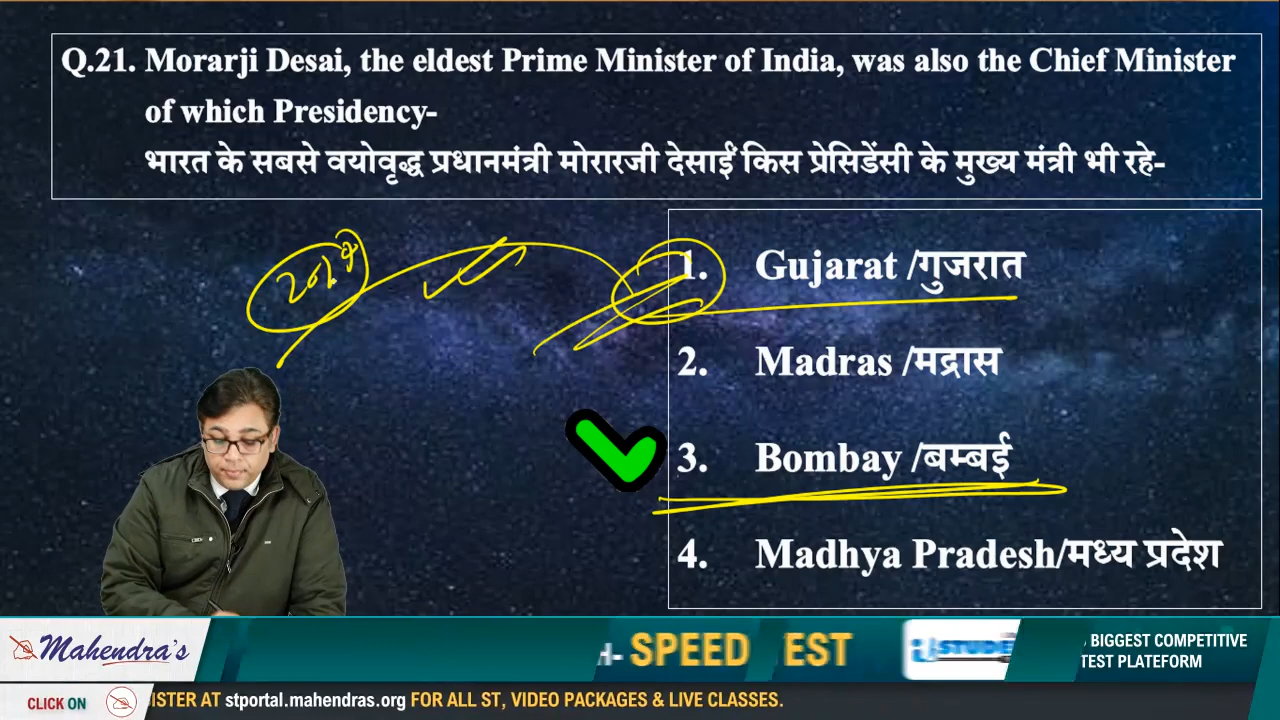 Q.21. Morarji Desai, the eldest Prime Minister of India, was also the Chief Minister
of which Presidency-
भारत के सबसे वयोवृद्ध प्रधानमंत्री मोरारजी देसाईं किस प्रेसिडेंसी के मुख्य मंत्री भी रहे-
1. Gujarat /गुजरात
2. Madras /मद्रास
3. Bombay /बम्बई
4. Madhya Pradesh/मध्य प्रदेश
Mahendra's
SPEED EST
BIGGEST COMPETITIVE
TEST PLATEFORM
CLICK ON
ISTER AT stportal.mahendras.org FOR ALL ST, VIDEO PACKAGES & LIVE CLASSES.